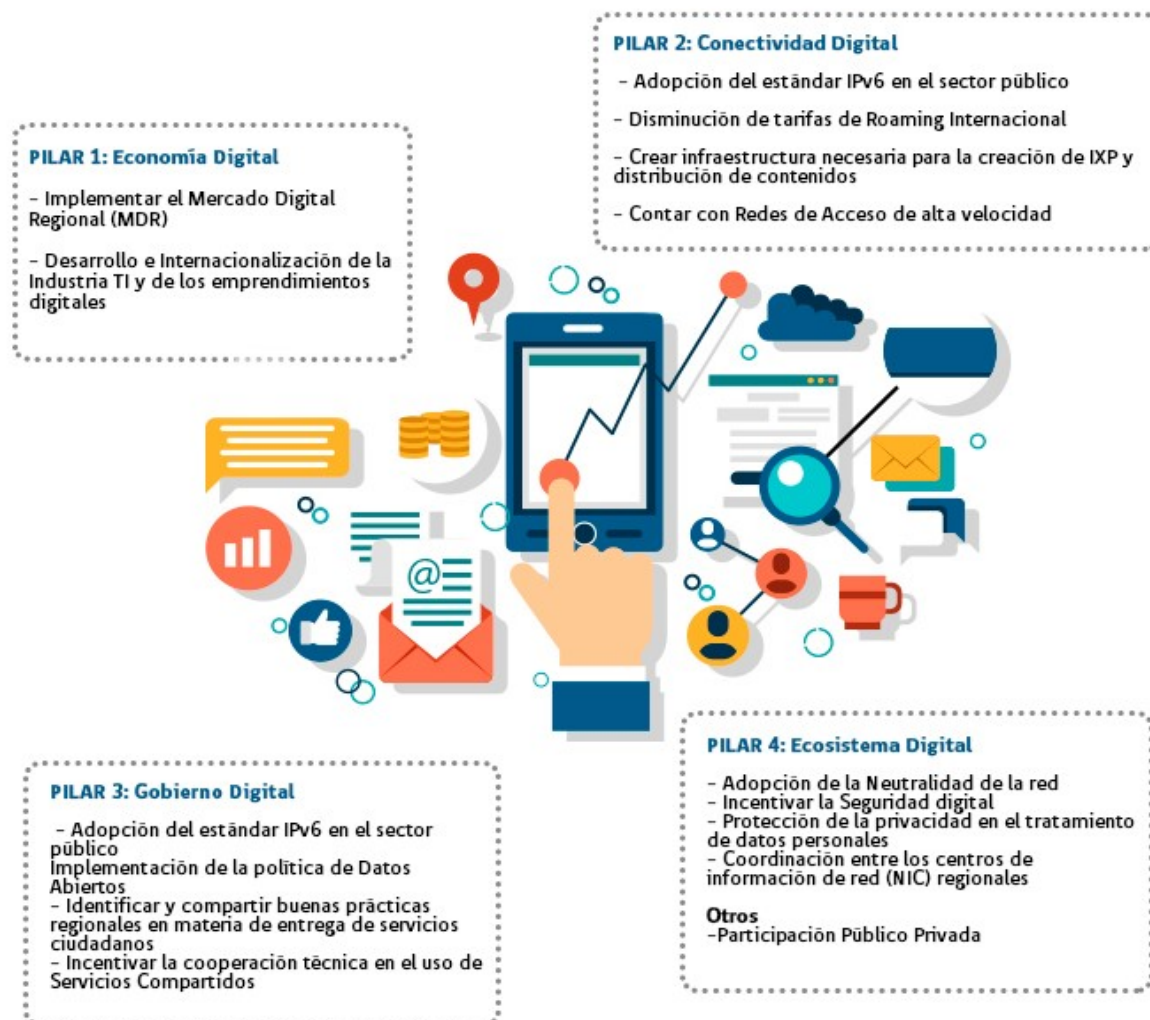 PILAR 1: Economía Digital
- Implementar el Mercado Digital
Regional (MDR)
- Desarrollo e Internacionalización de la
Industria TI y de los emprendimientos
digitales
PILAR 2: Conectividad Digital
- Adopción del estándar IPv6 en el sector público
- Disminución de tarifas de Roaming Internacional
- Crear infraestructura necesaria para la creación de IXP y
distribución de contenidos
- Contar con Redes de Acceso de alta velocidad
@
PILAR 3: Gobierno Digital
- Adopción del estándar IPv6 en el sector
público
Implementación de la política de Datos
Abiertos
- Identificar y compartir buenas prácticas
regionales en materia de entrega de servicios
ciudadanos
- Incentivar la cooperación técnica en el uso de
Servicios Compartidos
PILAR 4: Ecosistema Digital
- Adopción de la Neutralidad de la red
- Incentivar la Seguridad digital
- Protección de la privacidad en el tratamiento
de datos personales
- Coordinación entre los centros de
información de red (NIC) regionales
Otros
-Participación Público Privada